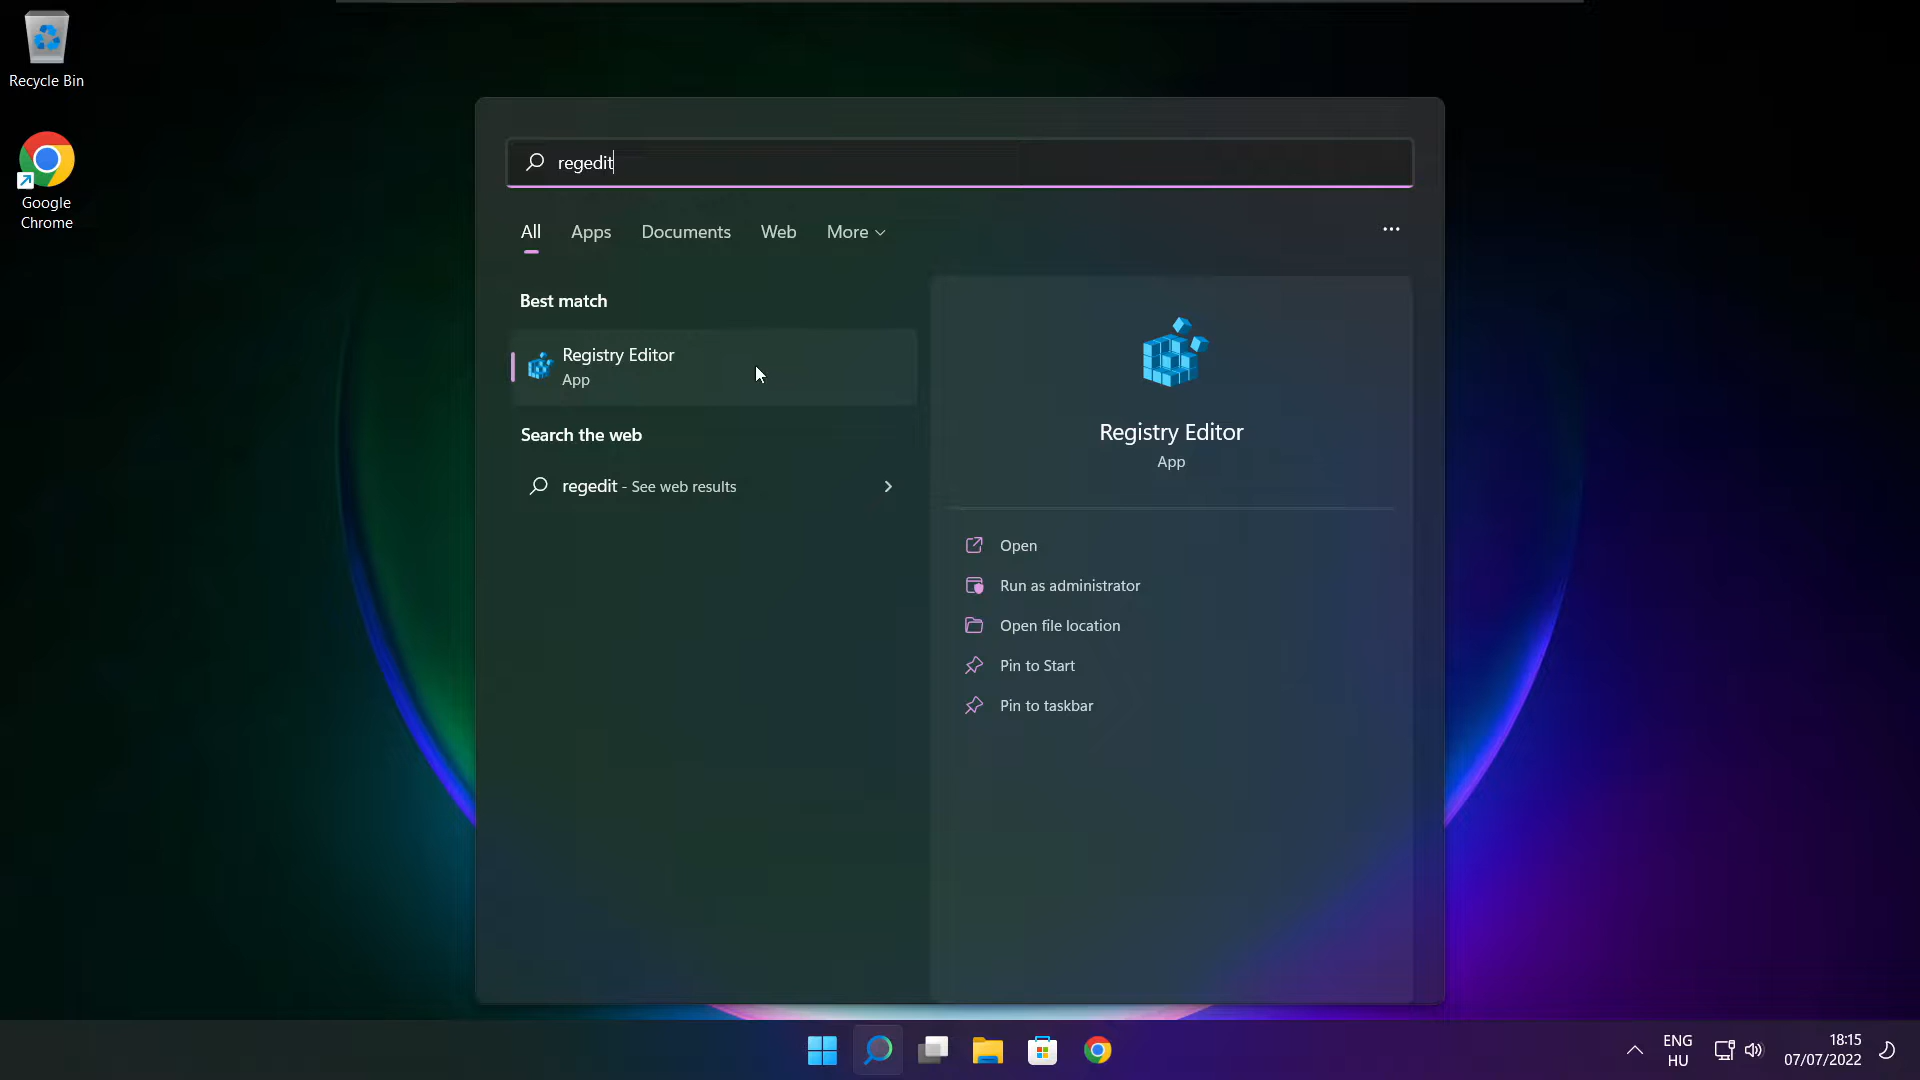 Recycle Bin
Google
Chrome
regedit
All Apps Documents Web More
Best match
Registry Editor
App
Search the web
regedit - See web results
Registry Editor
App
Open
Run as administrator
Open file location
Pin to Start
Pin to taskbar
ENG
HU
18:15
07/07/2022